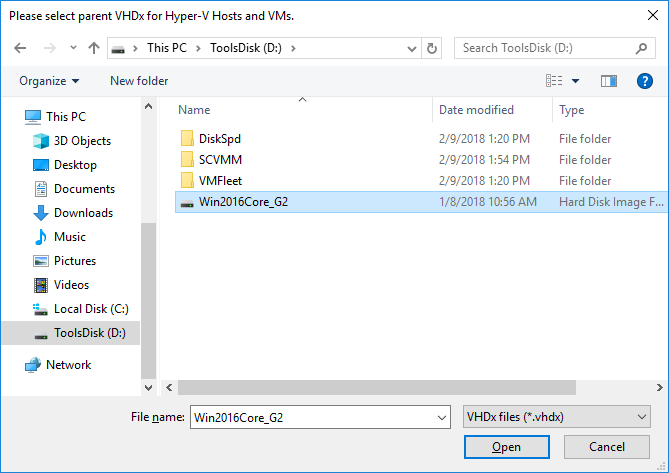 Please select parent VHDx for Hyper-V Hosts and VMs.
This PC > ToolsDisk (D:) >
Search ToolsDisk (D:)
Organize New folder
Name Date modified Type
This PC
3D Objects
Desktop
Documents
Downloads
Music
Pictures
Videos
Local Disk (C:)
ToolsDisk (D:)
Network
DiskSpd 2/9/2018 1:20 PM File folder
SCVMM 2/9/2018 1:54 PM File folder
VMFleet 2/9/2018 1:20 PM File folder
Win2016Core_G2 1/8/2018 10:56 AM Hard Disk Image F...
File name: Win2016Core_G2 VHDx files (*.vhdx)
Open Cancel